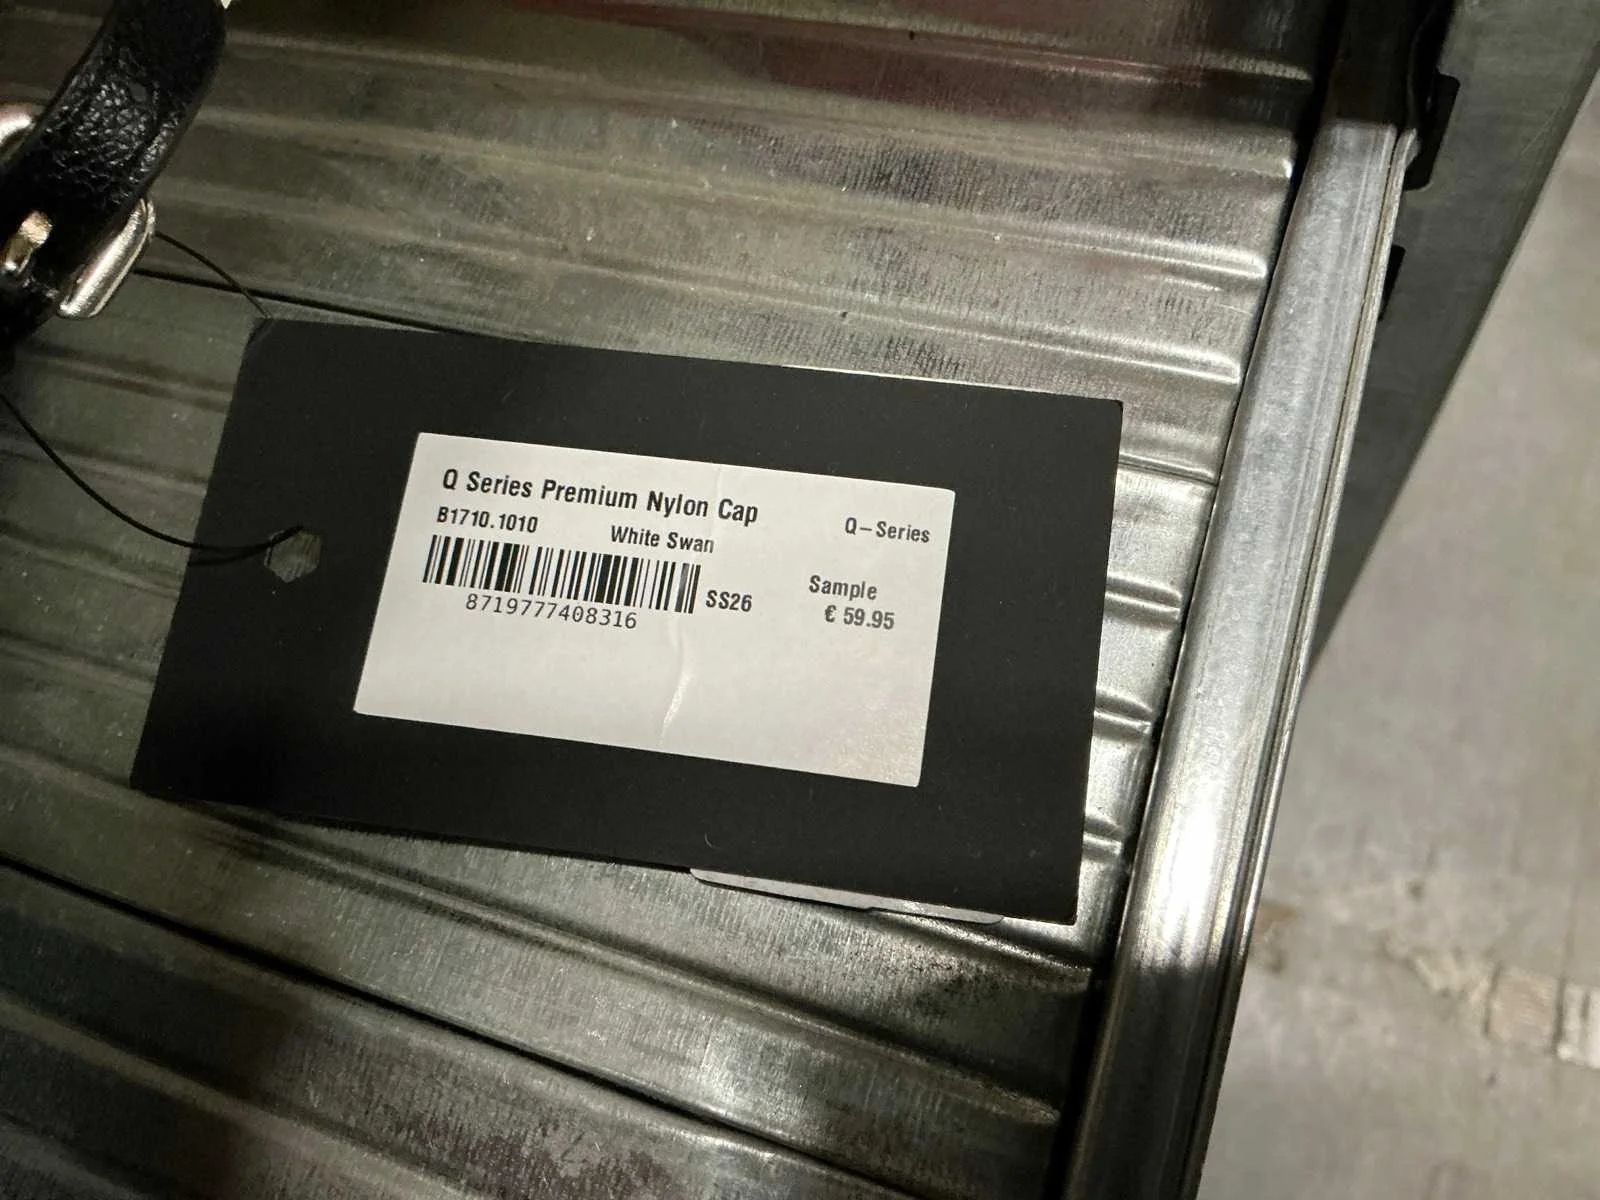 Q Series Premium Nylon Cap
B1710.1010 White Swan Q-Series
8719777408316 SS26 Sample
€ 59.95